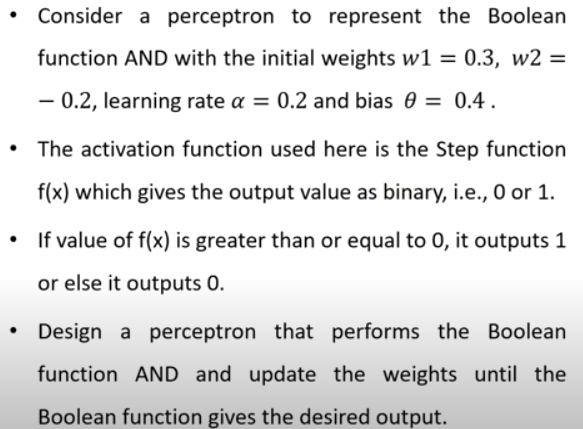 • Consider a perceptron to represent the Boolean
function AND with the initial weights w1 = 0.3, w2 =
− 0.2, learning rate α = 0.2 and bias θ = 0.4 .
• The activation function used here is the Step function
f(x) which gives the output value as binary, i.e., 0 or 1.
• If value of f(x) is greater than or equal to 0, it outputs 1
or else it outputs 0.
• Design a perceptron that performs the Boolean
function AND and update the weights until the
Boolean function gives the desired output.